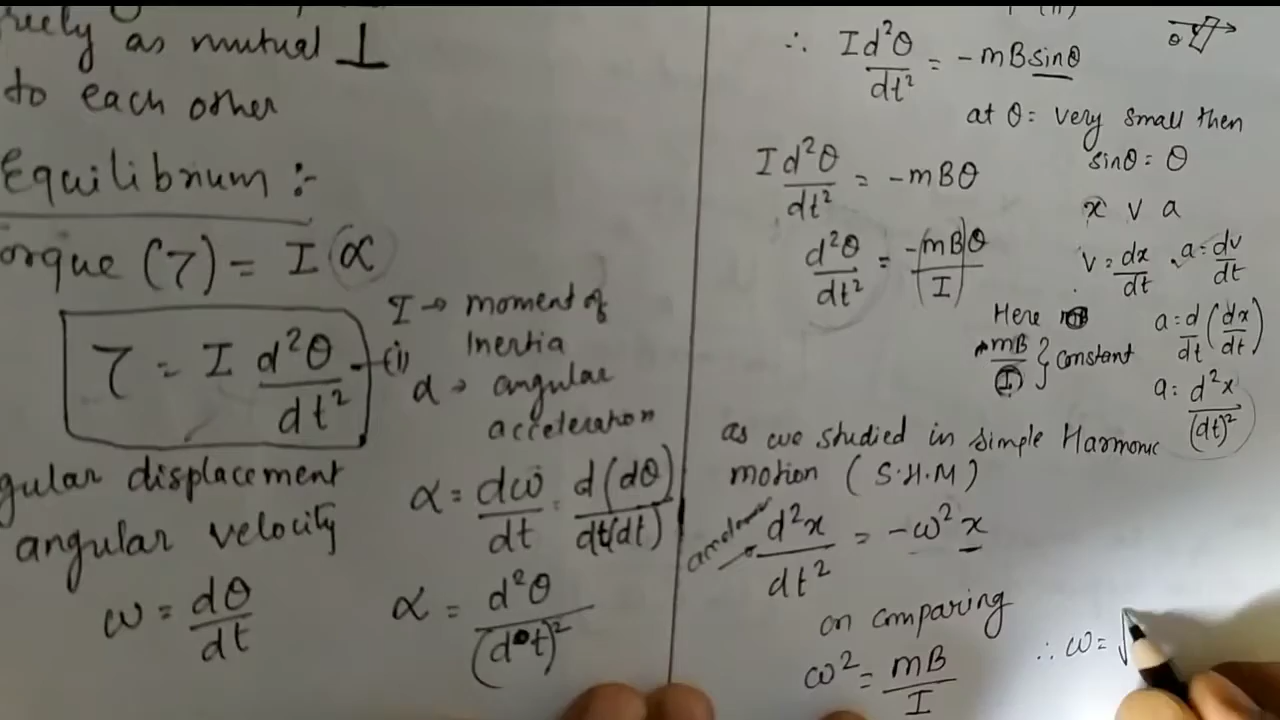 as mutual ⊥
to each other
Equilibrium :-
orque (τ) = I α
τ = I d²θ/dt² - (i)
I → moment of
Inertia
α → angular
acceleration
gular displacement
angular velocity
ω = dθ/dt
α = dω/dt = d(dθ)/dt(dt)
α = d²θ/(dt)²
∴ I d²θ/dt² = -mB sinθ
at θ = very small then
sinθ = θ
I d²θ/dt² = -mBθ
x v a
d²θ/dt² = -(mB/I)θ
v = dx/dt , a = dv/dt
Here
mB/I } constant
a = d/dt (dx/dt)
a = d²x/(dt)²
as we studied in Simple Harmonic
motion (S.H.M)
d²x/dt² = -ω² x
on comparing
ω² = mB/I
∴ ω = √